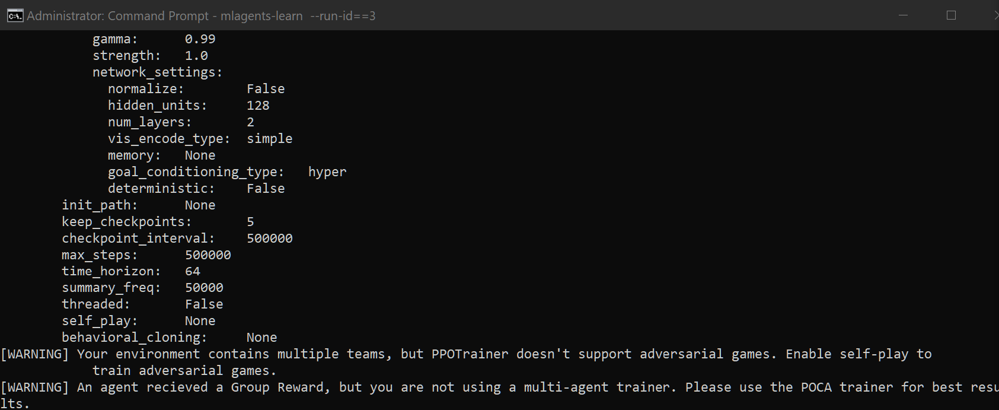 Administrator: Command Prompt - mlagents-learn  --run-id==3
gamma: 0.99
strength: 1.0
network_settings:
normalize: False
hidden_units: 128
num_layers: 2
vis_encode_type: simple
memory: None
goal_conditioning_type: hyper
deterministic: False
init_path: None
keep_checkpoints: 5
checkpoint_interval: 500000
max_steps: 500000
time_horizon: 64
summary_freq: 50000
threaded: False
self_play: None
behavioral_cloning: None
[WARNING] Your environment contains multiple teams, but PPOTrainer doesn't support adversarial games. Enable self-play to
train adversarial games.
[WARNING] An agent recieved a Group Reward, but you are not using a multi-agent trainer. Please use the POCA trainer for best resu
lts.